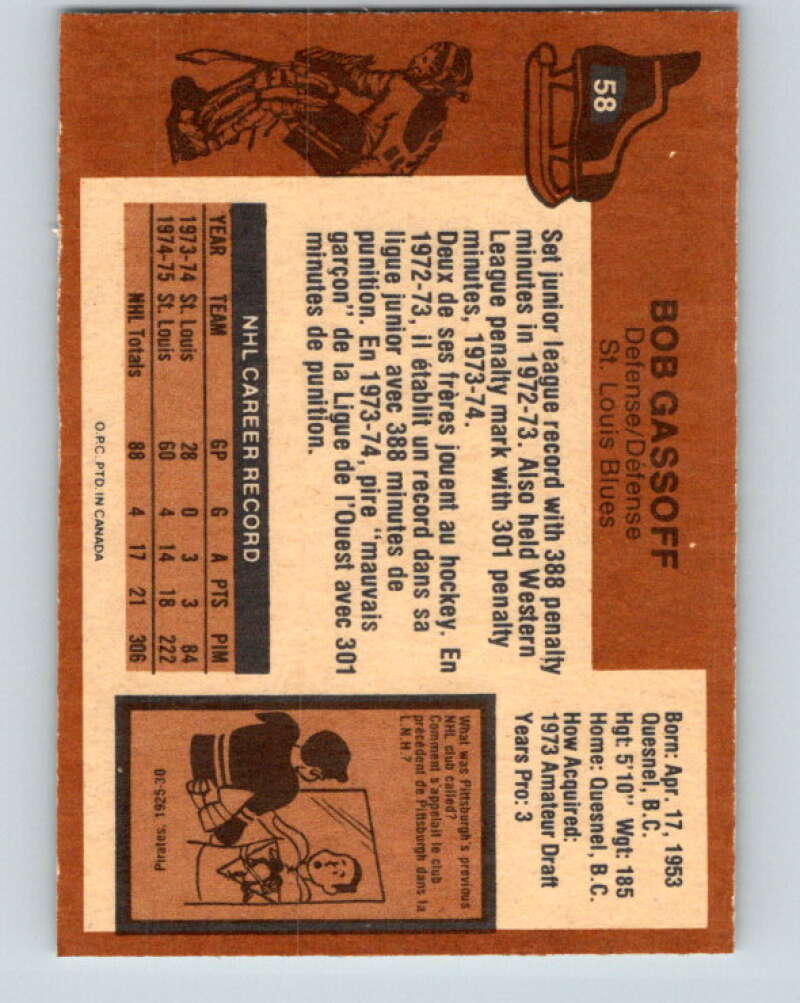 58
BOB GASSOFF
Defense/Défense
St. Louis Blues
Set junior league record with 388 penalty
minutes in 1972-73. Also held Western
League penalty mark with 301 penalty
minutes, 1973-74.
Deux de ses frères jouent au hockey. En
1972-73, il établit un record dans sa
ligue junior avec 388 minutes de
punition. En 1973-74, pire "mauvais
garçon" de la Ligue de l'Ouest avec 301
minutes de punition.
NHL CAREER RECORD
YEAR TEAM GP G A PTS PIM
1973-74 St. Louis 28 0 3 3 84
1974-75 St. Louis 60 4 14 18 222
NHL Totals 88 4 17 21 306
O.P.C. PTD. IN CANADA
Born: Apr. 17, 1953
Quesnel, B.C.
Hgt: 5'10" Wgt: 185
Home: Quesnel, B.C.
How Acquired:
1973 Amateur Draft
Years Pro: 3
What was Pittsburgh's previous
NHL club called?
Comment s'appelait le club
précédent de Pittsburgh dans la
L.N.H.?
Pirates, 1925-30